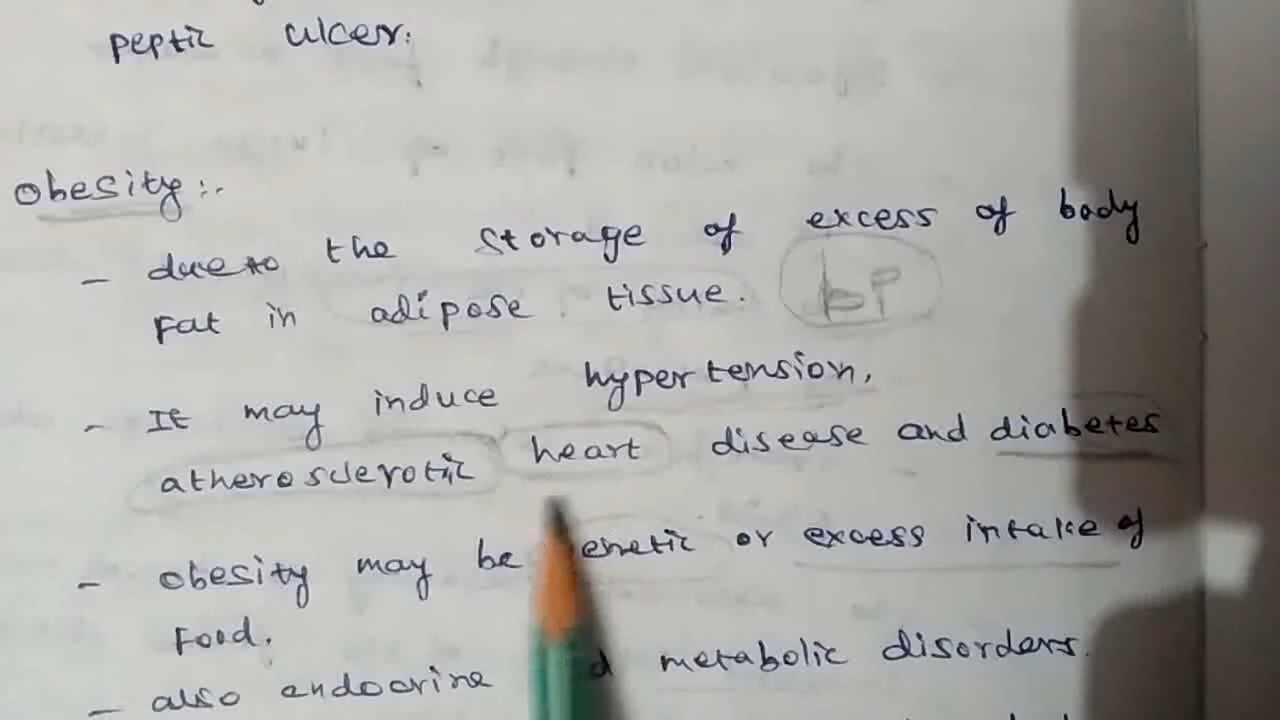 peptic ulcer.
Obesity :-
- due to the storage of excess of body
Fat in adipose tissue. bP
- It may induce hypertension,
atherosclerotic heart disease and diabetes
- obesity may be enetic or excess intake of
Food.
- also endocrine d metabolic disorders.